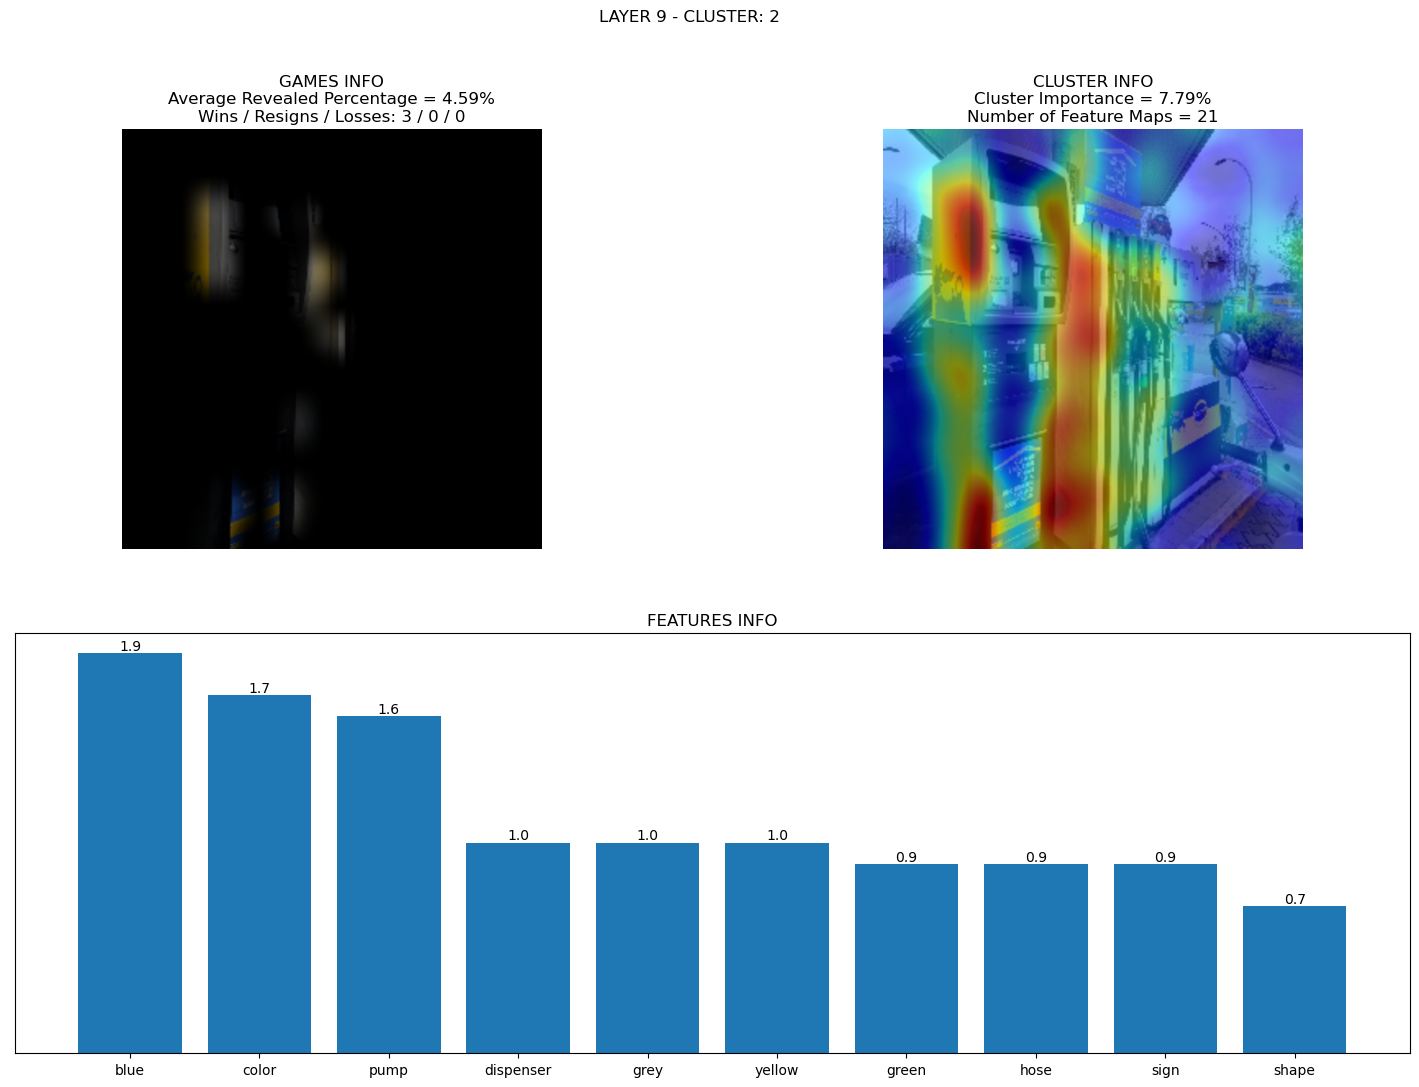 LAYER 9 - CLUSTER: 2
GAMES INFO
Average Revealed Percentage = 4.59%
Wins / Resigns / Losses: 3 / 0 / 0
CLUSTER INFO
Cluster Importance = 7.79%
Number of Feature Maps = 21
FEATURES INFO
1.9
1.7
1.6
1.0
1.0
1.0
0.9
0.9
0.9
0.7
blue
color
pump
dispenser
grey
yellow
green
hose
sign
shape